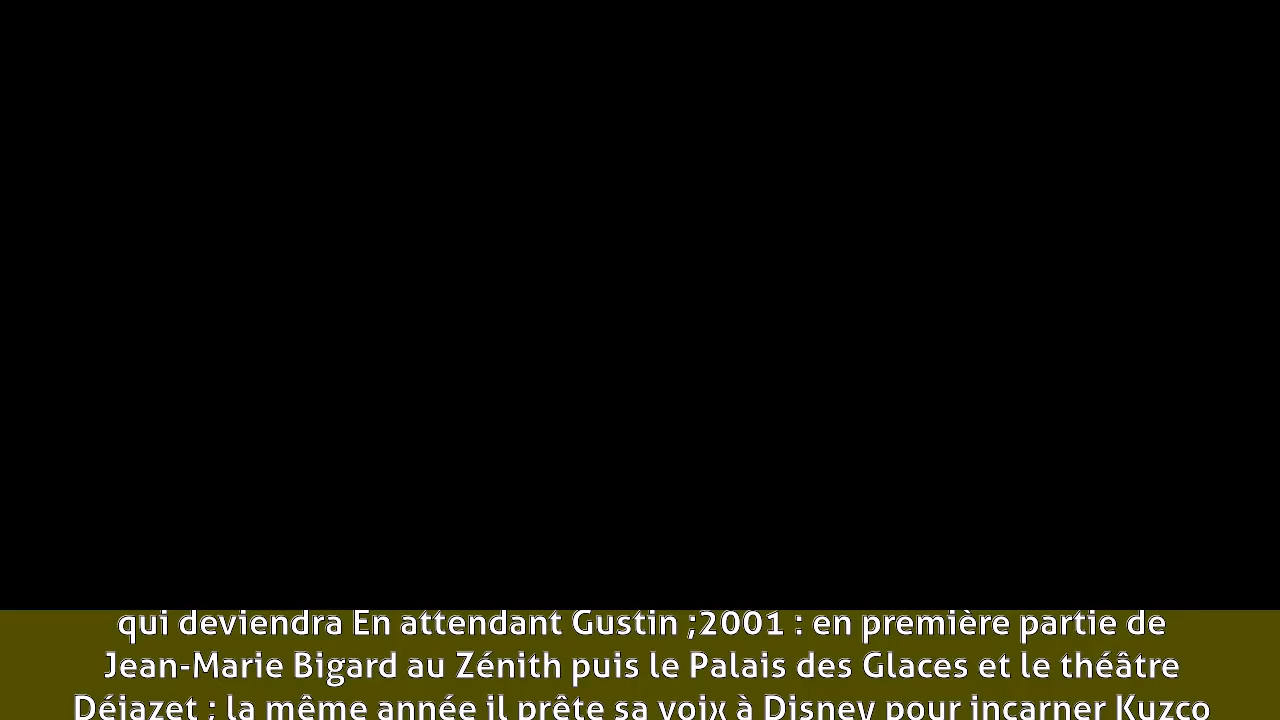 qui deviendra En attendant Gustin ;2001 : en première partie de
Jean-Marie Bigard au Zénith puis le Palais des Glaces et le théâtre
Déjazet ; la même année il prête sa voix à Disney pour incarner Kuzco